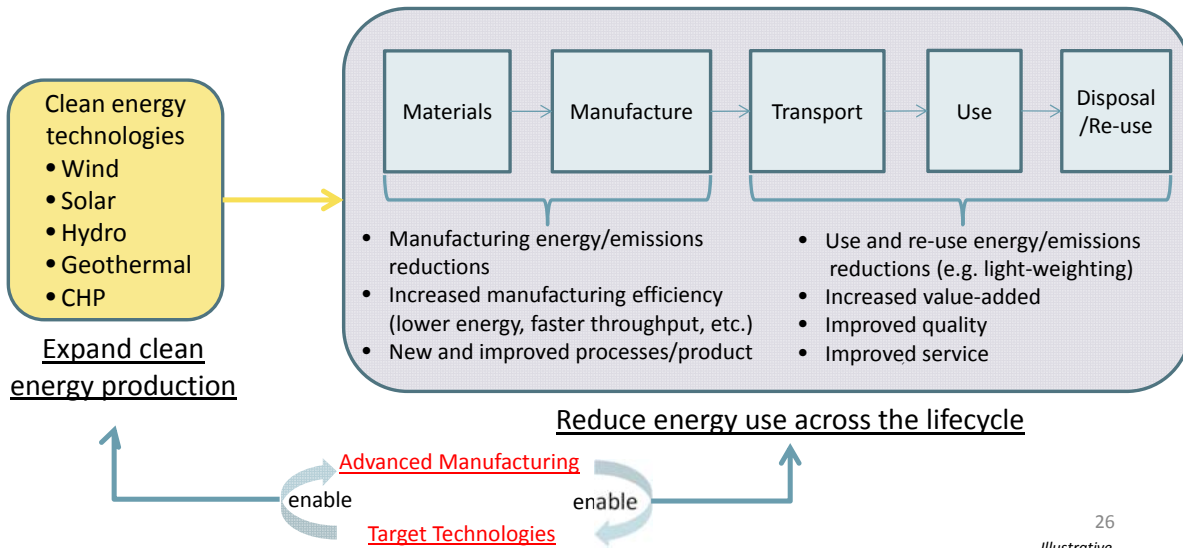 Clean energy
technologies
• Wind
• Solar
• Hydro
• Geothermal
• CHP
Expand clean
energy production
Materials
Manufacture
Transport
Use
Disposal
/Re-use
• Manufacturing energy/emissions
reductions
• Increased manufacturing efficiency
(lower energy, faster throughput, etc.)
• New and improved processes/product
• Use and re-use energy/emissions
reductions (e.g. light-weighting)
• Increased value-added
• Improved quality
• Improved service
Reduce energy use across the lifecycle
Advanced Manufacturing
enable
enable
Target Technologies
26
Illustrative